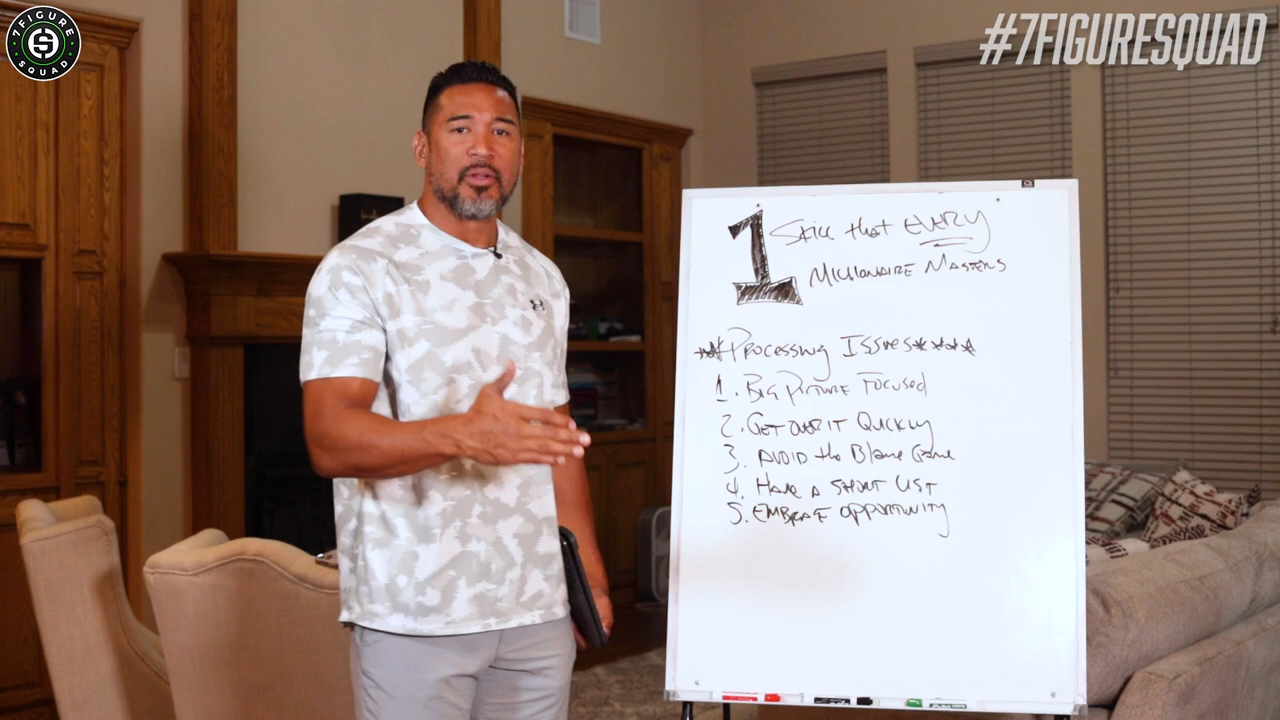 7FIGURE
SQUAD
#7FIGURESQUAD
1 Skill that EVERY
MILLIONAIRE MASTERS
***PROCESSING ISSUES****
1. BIG PICTURE FOCUSED
2. GET OVER IT QUICKLY
3. AVOID the Blame Game
4. HAVE A SHORT LIST
5. EMBRACE OPPORTUNITY